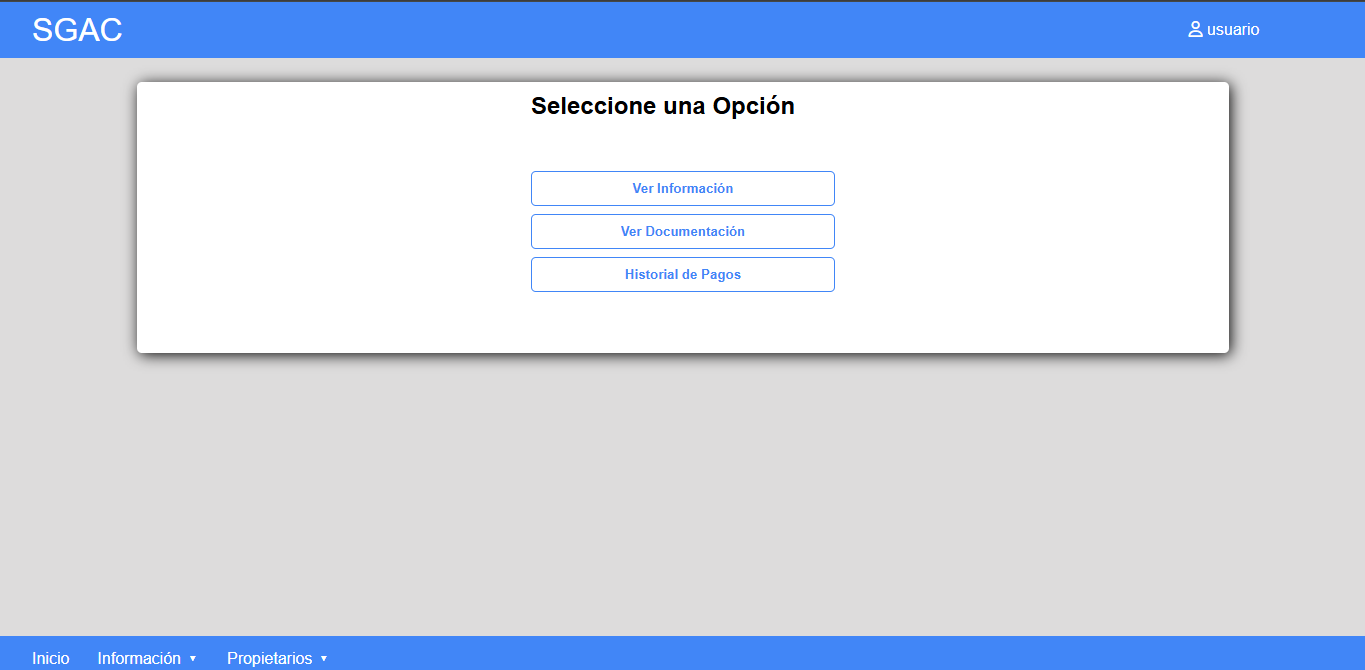 SGAC
usuario
Seleccione una Opción
Ver Información
Ver Documentación
Historial de Pagos
Inicio Información ▼ Propietarios ▼